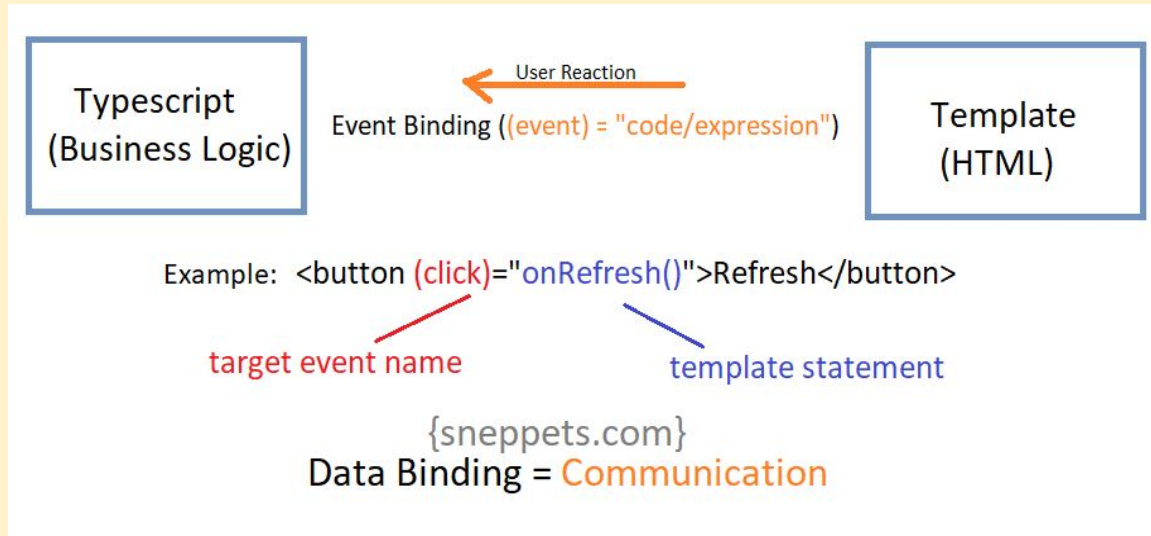 User Reaction
Typescript
(Business Logic)
Event Binding ((event) = "code/expression")
Template
(HTML)
Example: <button (click)="onRefresh()">Refresh</button>
target event name
template statement
{sneppets.com}
Data Binding = Communication